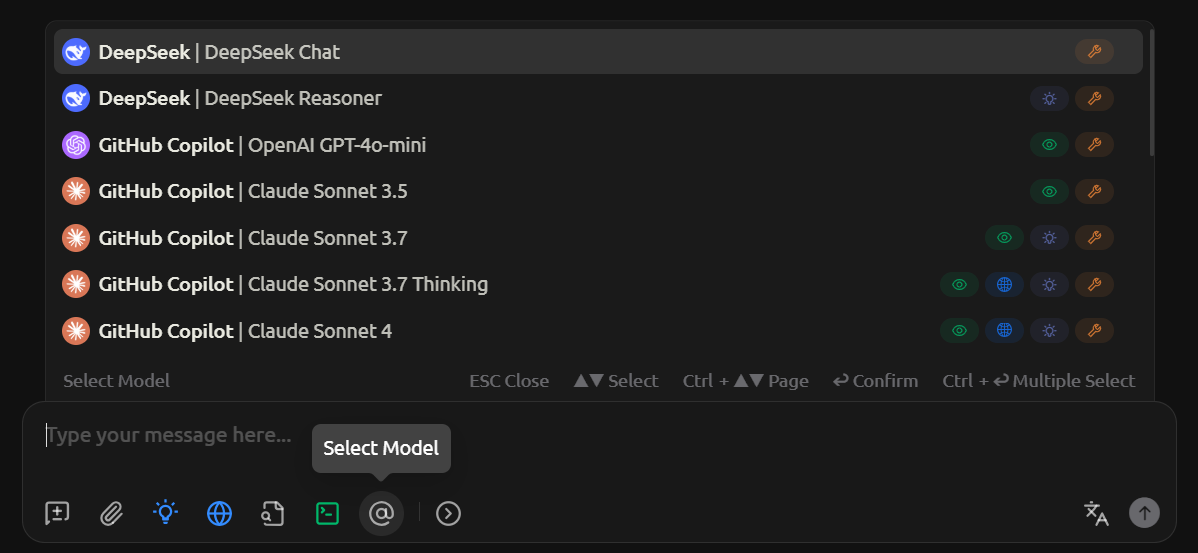 DeepSeek | DeepSeek Chat
DeepSeek | DeepSeek Reasoner
GitHub Copilot | OpenAI GPT-4o-mini
GitHub Copilot | Claude Sonnet 3.5
GitHub Copilot | Claude Sonnet 3.7
GitHub Copilot | Claude Sonnet 3.7 Thinking
GitHub Copilot | Claude Sonnet 4
Select Model ESC Close ▲▼ Select Ctrl + ▲▼ Page ↩ Confirm Ctrl + ↩ Multiple Select
Type your message here...
Select Model